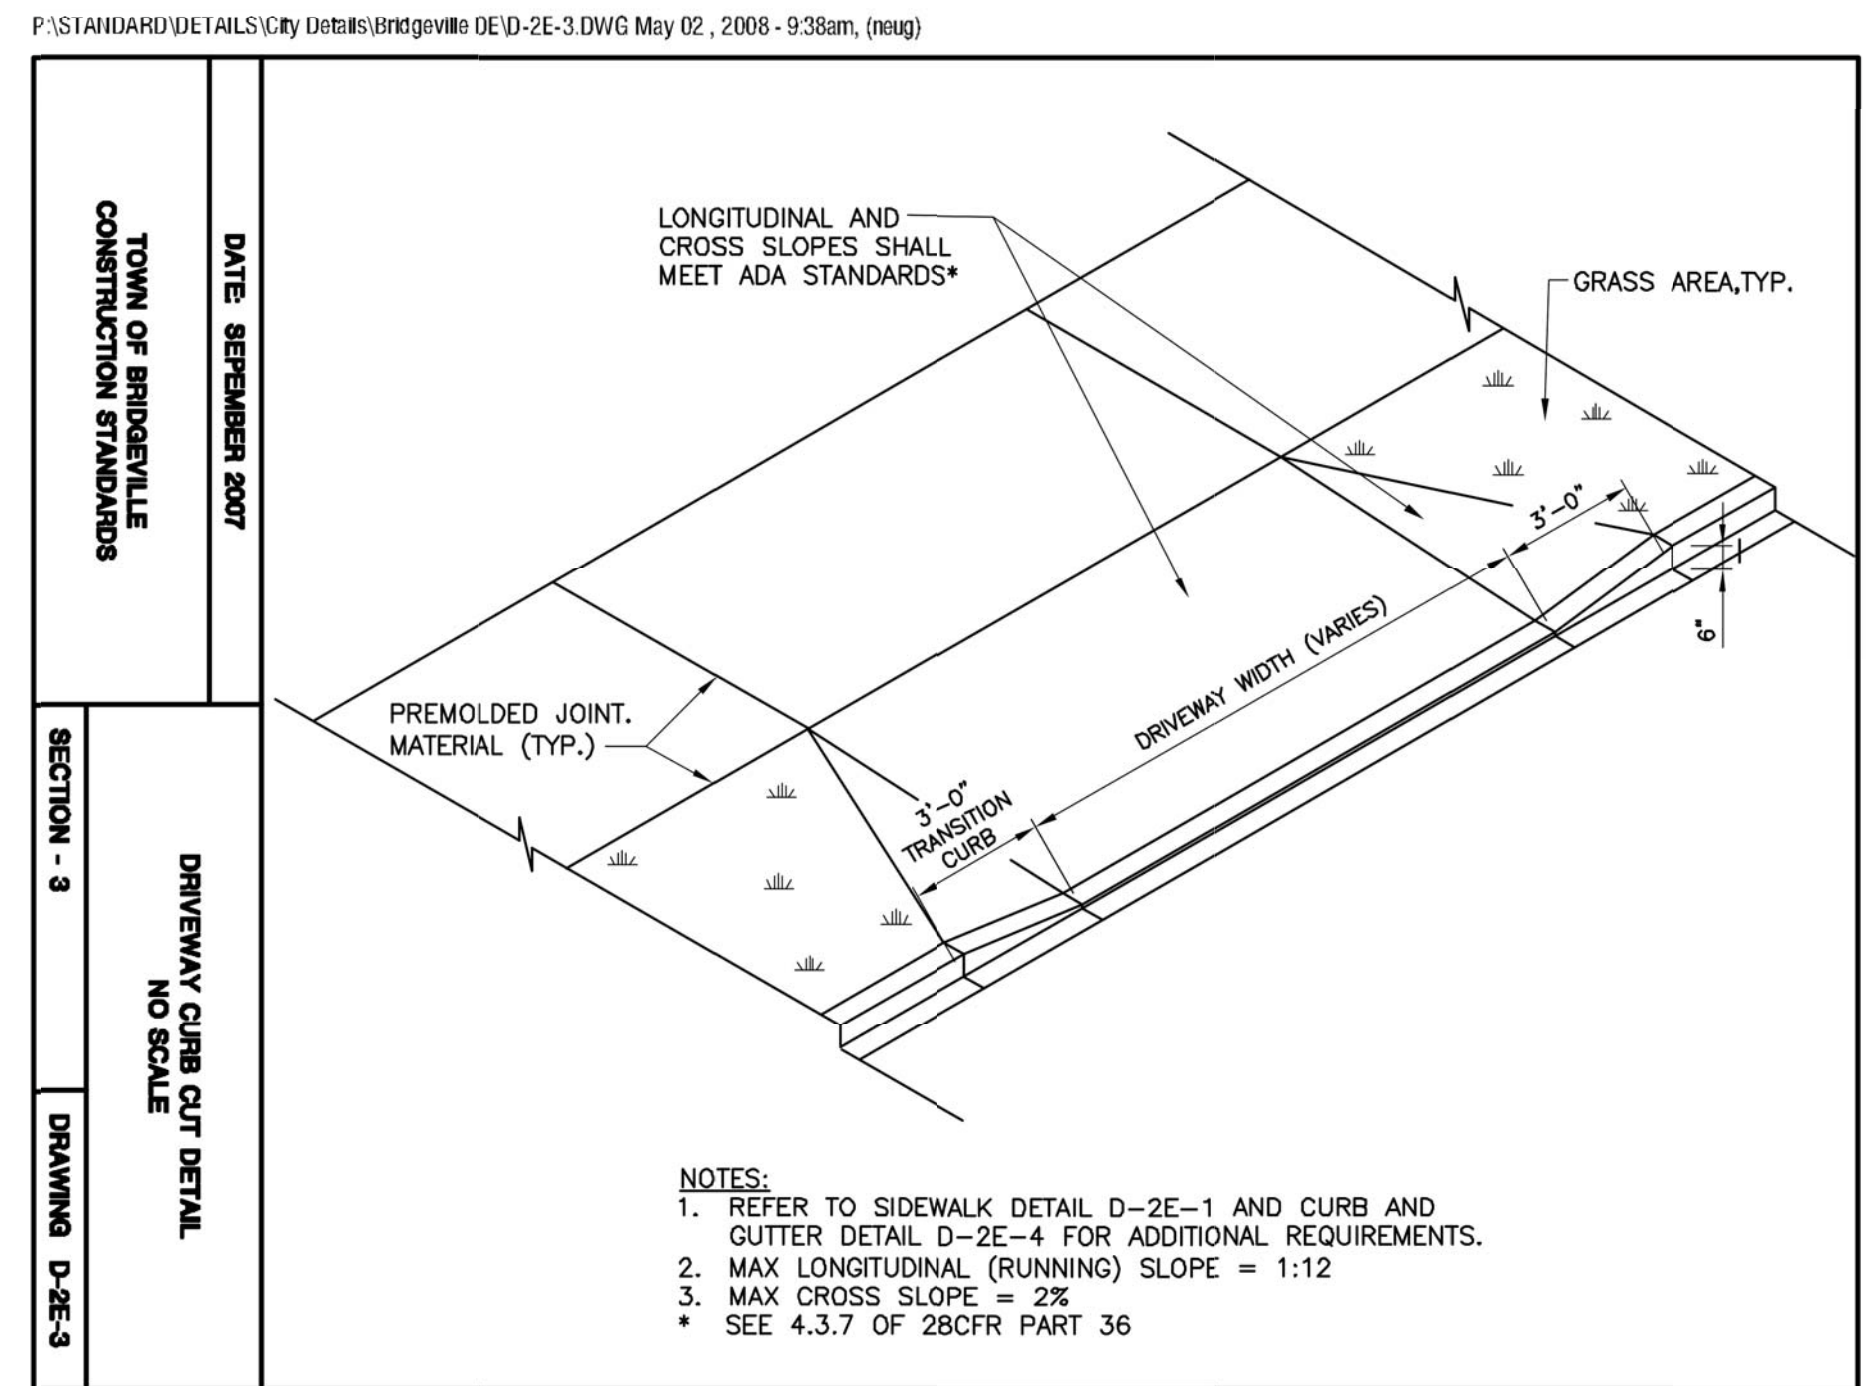 P:\STANDARD\DETAILS\City Details\Bridgeville DE\D-2E-3.DWG May 02 , 2008 - 9:38am, (neug)
DATE: SEPEMBER 2007
TOWN OF BRIDGEVILLE
CONSTRUCTION STANDARDS
DRIVEWAY CURB CUT DETAIL
NO SCALE
SECTION - 3
DRAWING D-2E-3
LONGITUDINAL AND
CROSS SLOPES SHALL
MEET ADA STANDARDS*
GRASS AREA,TYP.
3'-0"
6"
DRIVEWAY WIDTH (VARIES)
PREMOLDED JOINT.
MATERIAL (TYP.)
3'-0"
TRANSITION
CURB
NOTES:
1. REFER TO SIDEWALK DETAIL D-2E-1 AND CURB AND
GUTTER DETAIL D-2E-4 FOR ADDITIONAL REQUIREMENTS.
2. MAX LONGITUDINAL (RUNNING) SLOPE = 1:12
3. MAX CROSS SLOPE = 2%
* SEE 4.3.7 OF 28CFR PART 36